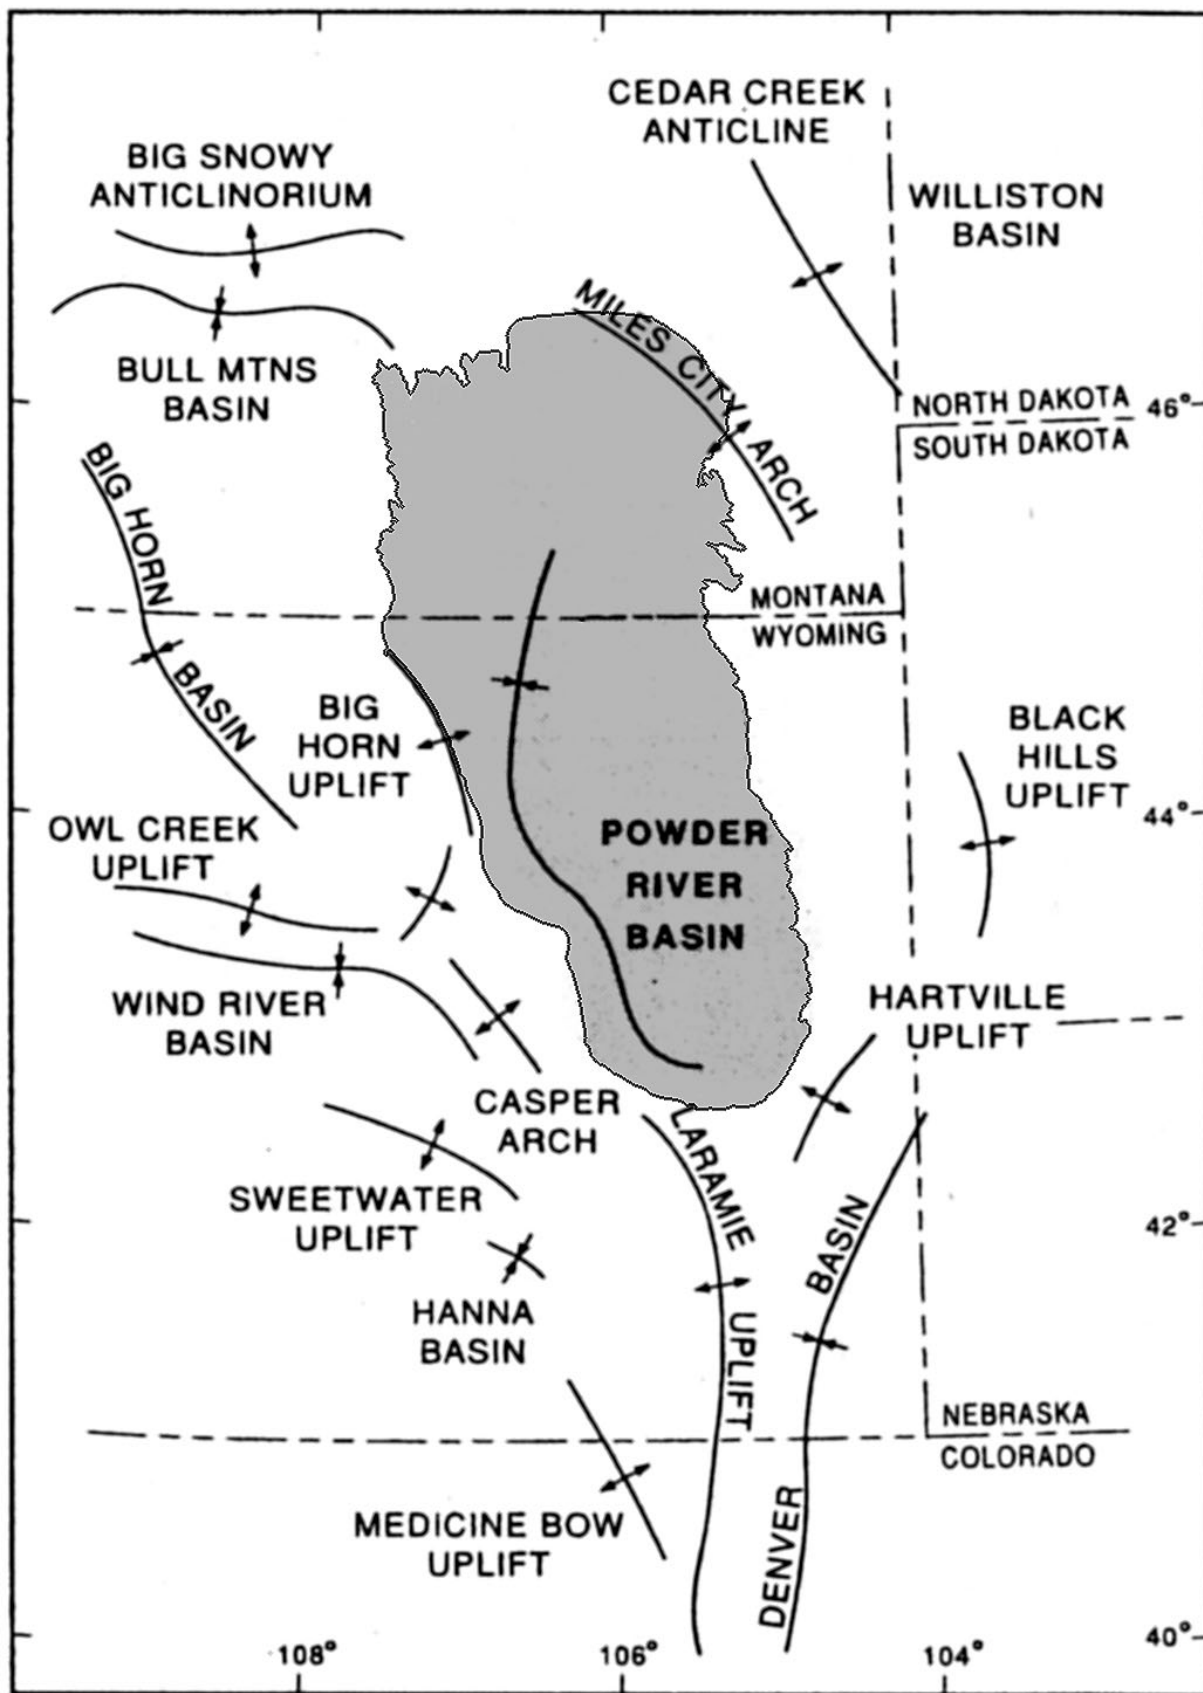 CEDAR CREEK
ANTICLINE
BIG SNOWY
ANTICLINORIUM
WILLISTON
BASIN
MILES CITY ARCH
BULL MTNS
BASIN
NORTH DAKOTA
46°
SOUTH DAKOTA
BIG HORN BASIN
MONTANA
WYOMING
BIG
HORN
UPLIFT
BLACK
HILLS
UPLIFT
44°
OWL CREEK
UPLIFT
POWDER
RIVER
BASIN
WIND RIVER
BASIN
HARTVILLE
UPLIFT
CASPER
ARCH
LARAMIE UPLIFT
SWEETWATER
UPLIFT
42°
HANNA
BASIN
DENVER BASIN
NEBRASKA
COLORADO
MEDICINE BOW
UPLIFT
40°
108°
106°
104°